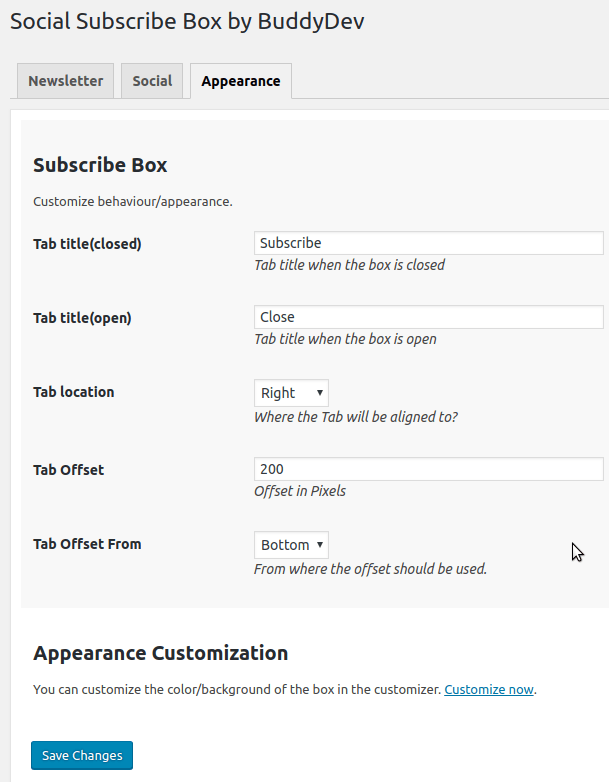 Social Subscribe Box by BuddyDev
Newsletter Social Appearance
Subscribe Box
Customize behaviour/appearance.
Tab title(closed) Subscribe
Tab title when the box is closed
Tab title(open) Close
Tab title when the box is open
Tab location Right
Where the Tab will be aligned to?
Tab Offset 200
Offset in Pixels
Tab Offset From Bottom
From where the offset should be used.
Appearance Customization
You can customize the color/background of the box in the customizer. Customize now.
Save Changes